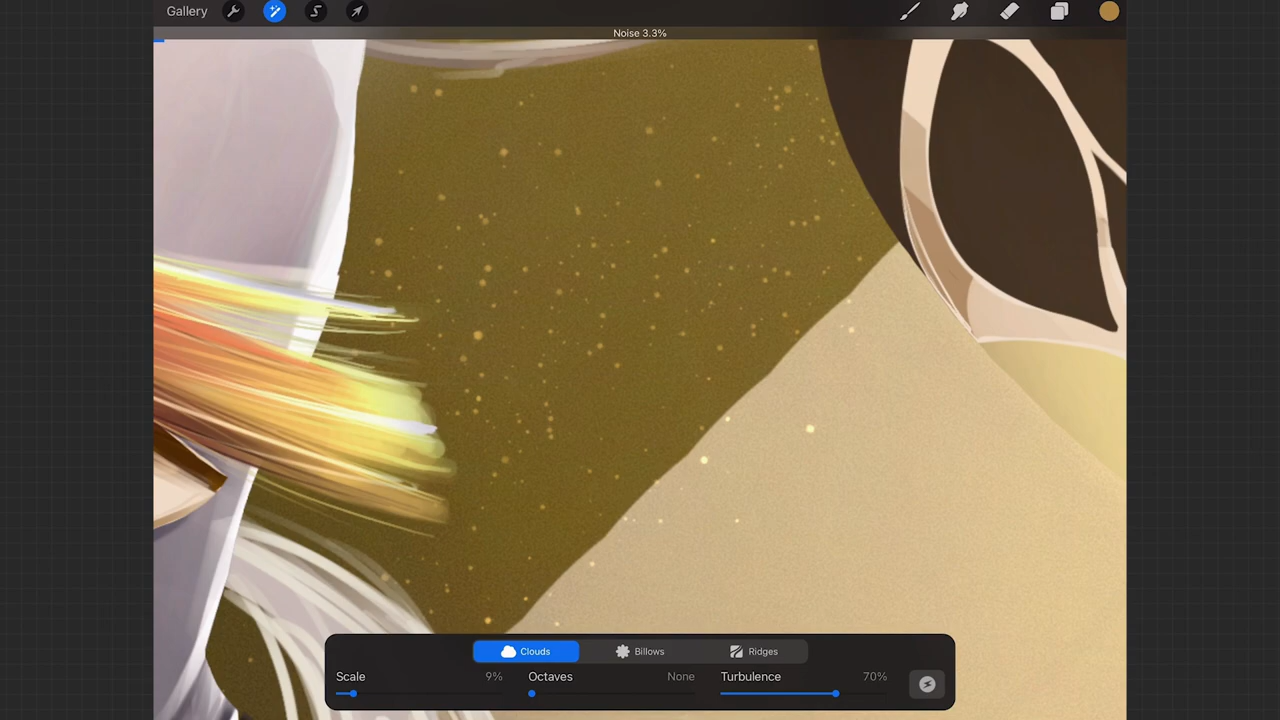 Gallery
Noise 3.3%
Clouds Billows Ridges
Scale 9% Octaves None Turbulence 70%